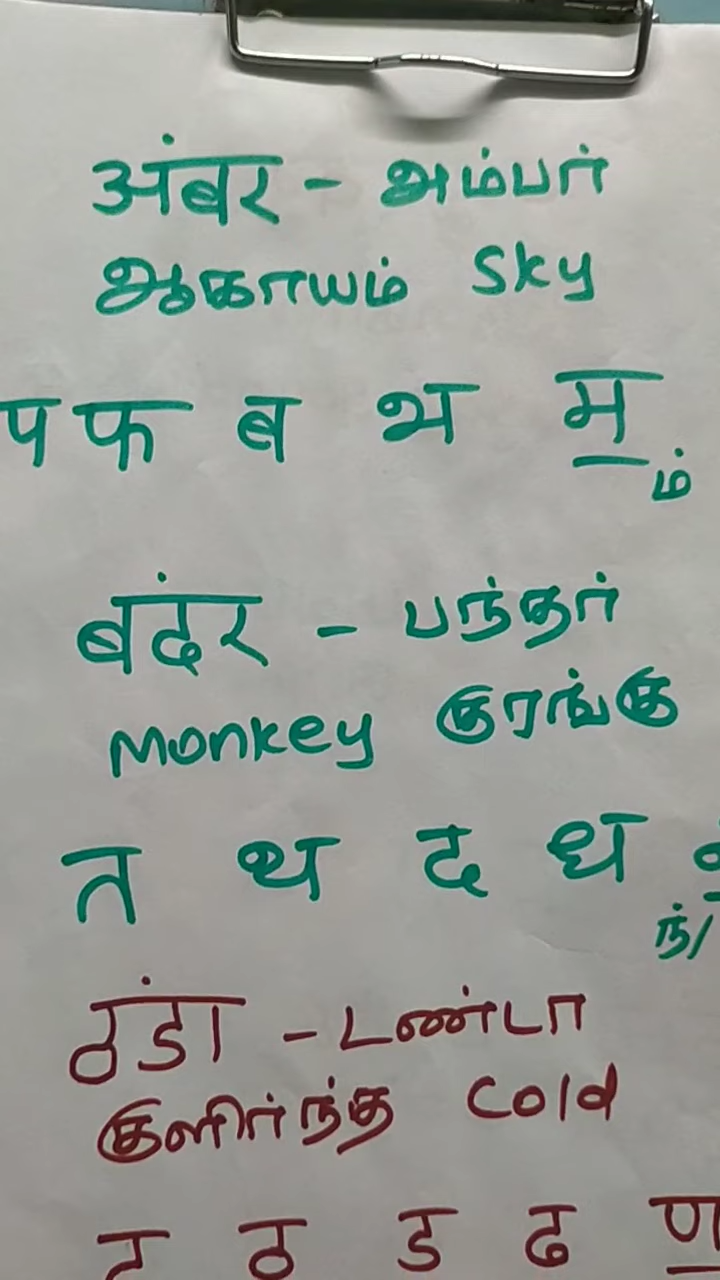 अंबर - அம்பர்
ஆகாயம் Sky
प फ ब भ म
ம்
बंदर - பந்தர்
monkey குரங்கு
त थ द ध
ந்/
ठंडा - டண்டா
குளிர்ந்த cold
ट ठ ड ढ ण